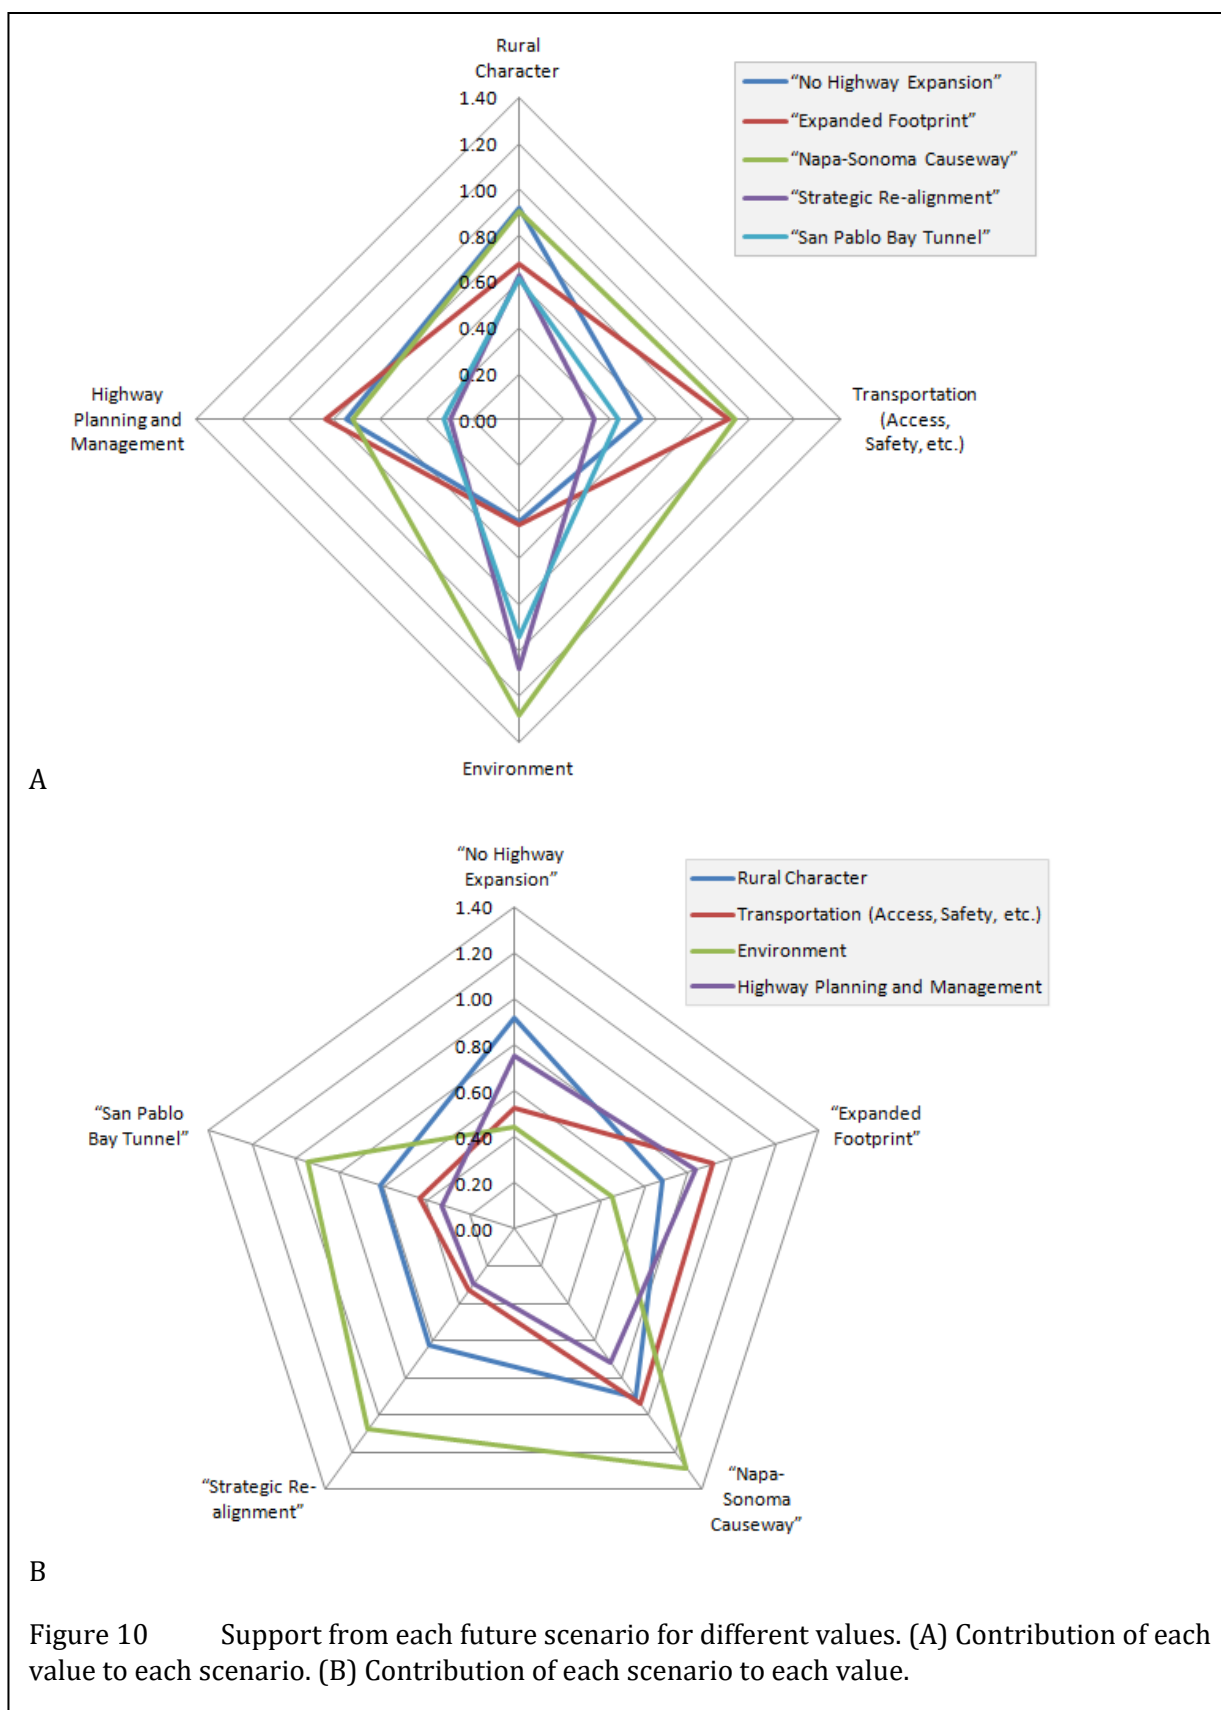 Rural
Character
1.40
1.20
1.00
0.80
0.60
0.40
0.20
0.00
“No Highway Expansion”
“Expanded Footprint”
“Napa-Sonoma Causeway”
“Strategic Re-alignment”
“San Pablo Bay Tunnel”
Highway
Planning and
Management
Transportation
(Access,
Safety, etc.)
Environment
A
“No Highway
Expansion”
1.40
1.20
1.00
0.80
0.60
0.40
0.20
0.00
Rural Character
Transportation (Access, Safety, etc.)
Environment
Highway Planning and Management
“San Pablo
Bay Tunnel”
“Expanded
Footprint”
“Strategic Re-
alignment”
“Napa-
Sonoma
Causeway”
B
Figure 10 Support from each future scenario for different values. (A) Contribution of each
value to each scenario. (B) Contribution of each scenario to each value.